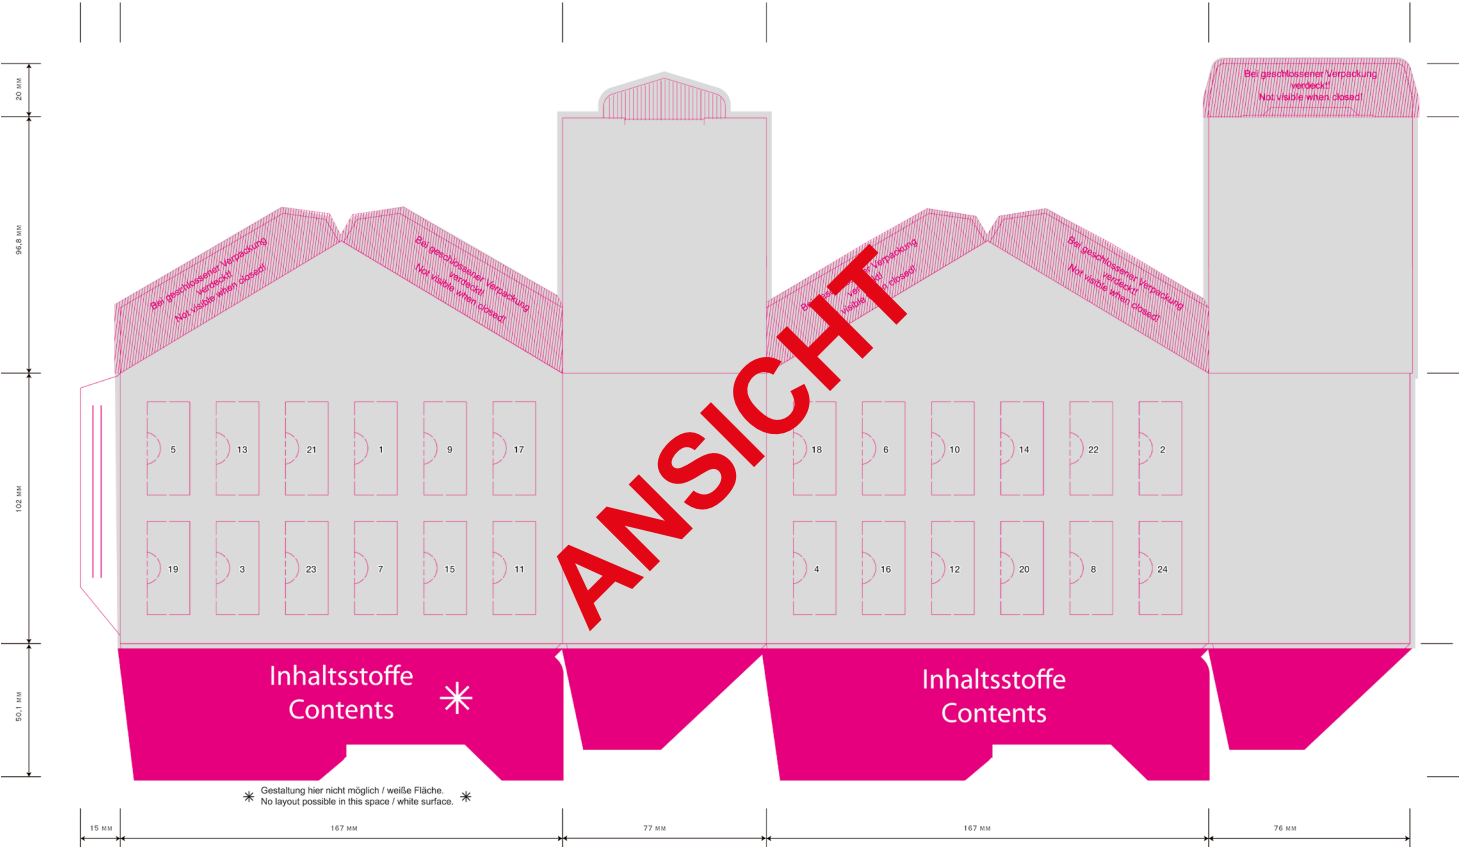 20 MM
96,8 MM
102 MM
50,1 MM
Bei geschlossener Verpackung
verdeckt!
Not visible when closed!
Bei geschlossener Verpackung
verdeckt!
Not visible when closed!
Verpackung
visible when closed!
Bei geschlossener Verpackung
verdeckt!
Not visible when closed!
Bei geschlossener Verpackung
verdeckt!
Not visible when closed!
ANSICHT
5 13 21 1 9 17
18 6 10 14 22 2
19 3 23 7 15 11
4 16 12 20 8 24
Inhaltsstoffe
Contents
Inhaltsstoffe
Contents
Gestaltung hier nicht möglich / weiße Fläche.
No layout possible in this space / white surface.
15 MM 167 MM 77 MM 167 MM 76 MM